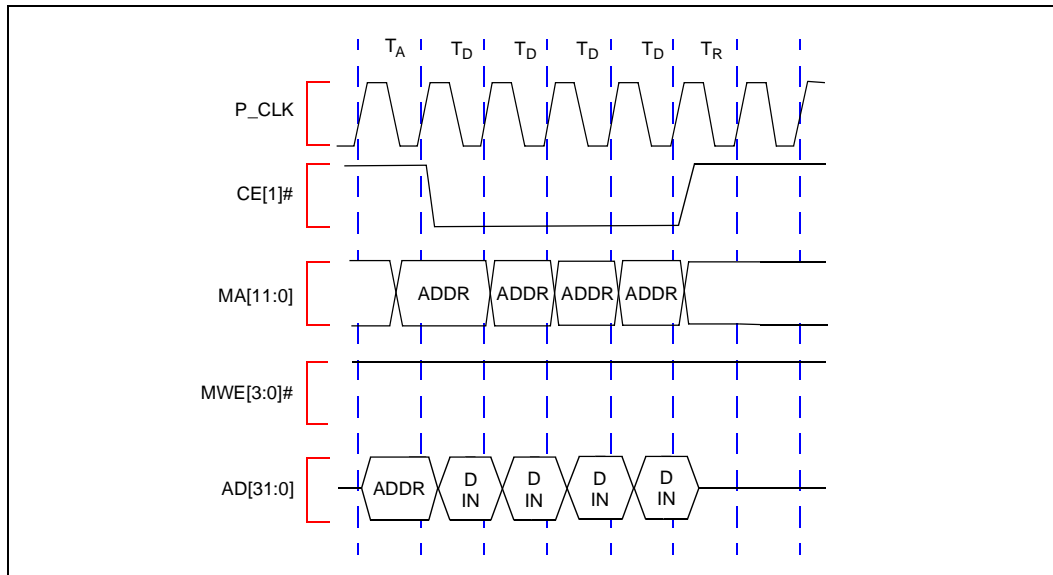 TA TD TD TD TD TR
P_CLK
CE[1]#
MA[11:0] ADDR ADDR ADDR ADDR
MWE[3:0]#
AD[31:0] ADDR D IN D IN D IN D IN